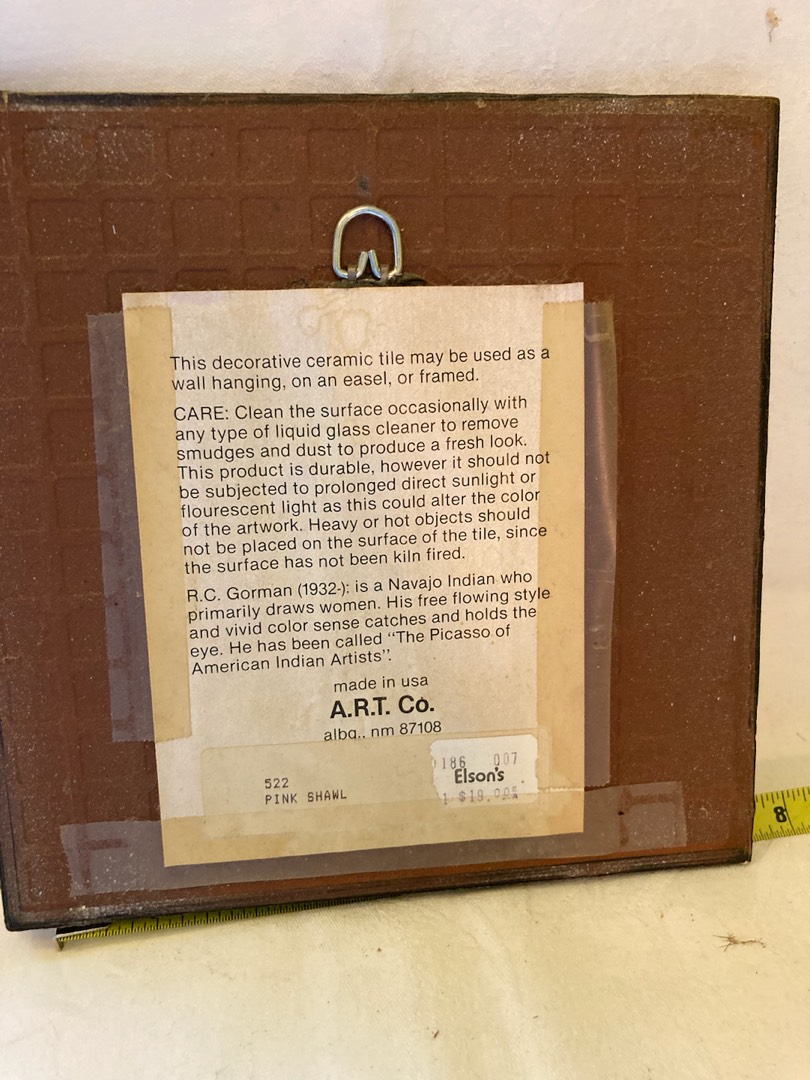 This decorative ceramic tile may be used as a
wall hanging, on an easel, or framed.
CARE: Clean the surface occasionally with
any type of liquid glass cleaner to remove
smudges and dust to produce a fresh look.
This product is durable, however it should not
be subjected to prolonged direct sunlight or
flourescent light as this could alter the color
of the artwork. Heavy or hot objects should
not be placed on the surface of the tile, since
the surface has not been kiln fired.
R.C. Gorman (1932-): is a Navajo Indian who
primarily draws women. His free flowing style
and vivid color sense catches and holds the
eye. He has been called "The Picasso of
American Indian Artists".
made in usa
A.R.T. Co.
albq., nm 87108
522
PINK SHAWL
186 007
Elson's
8